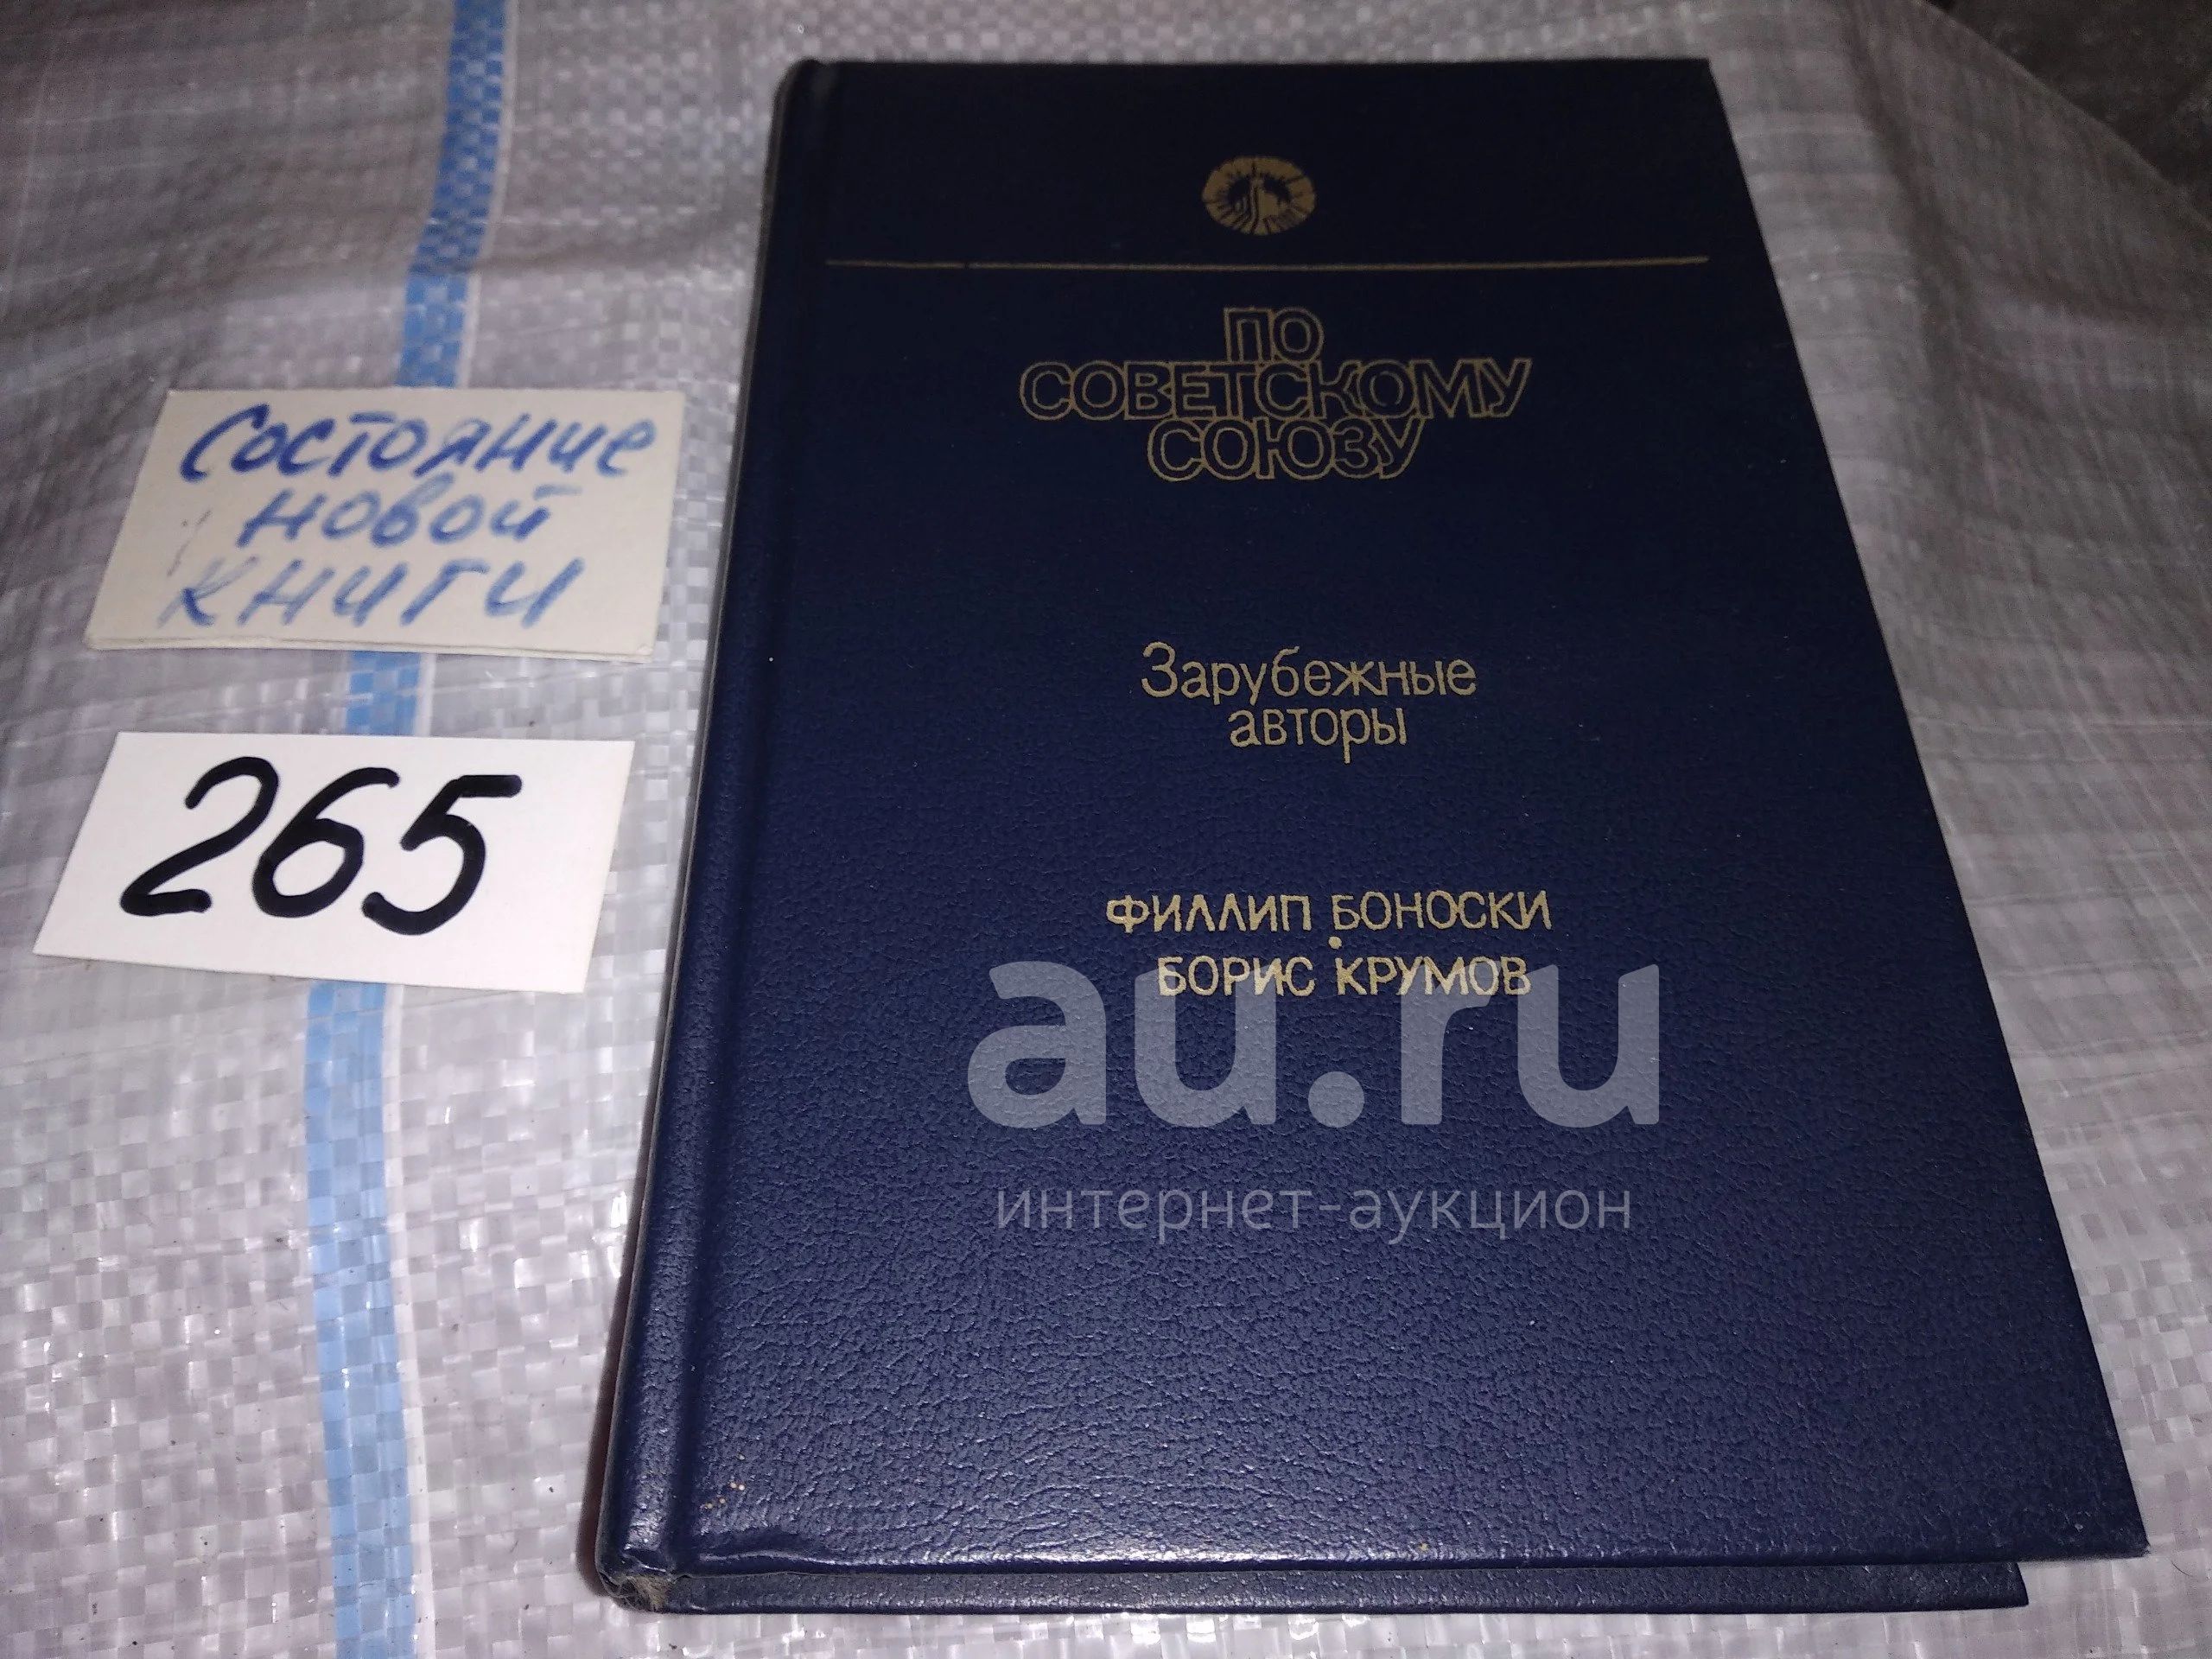 Состояние
новой
книги
265
ПО
СОВЕТСКОМУ
СОЮЗУ
Зарубежные
авторы
ФИЛЛИП БОНОСКИ
•
БОРИС КРУМОВ
au.ru
интернет-аукцион